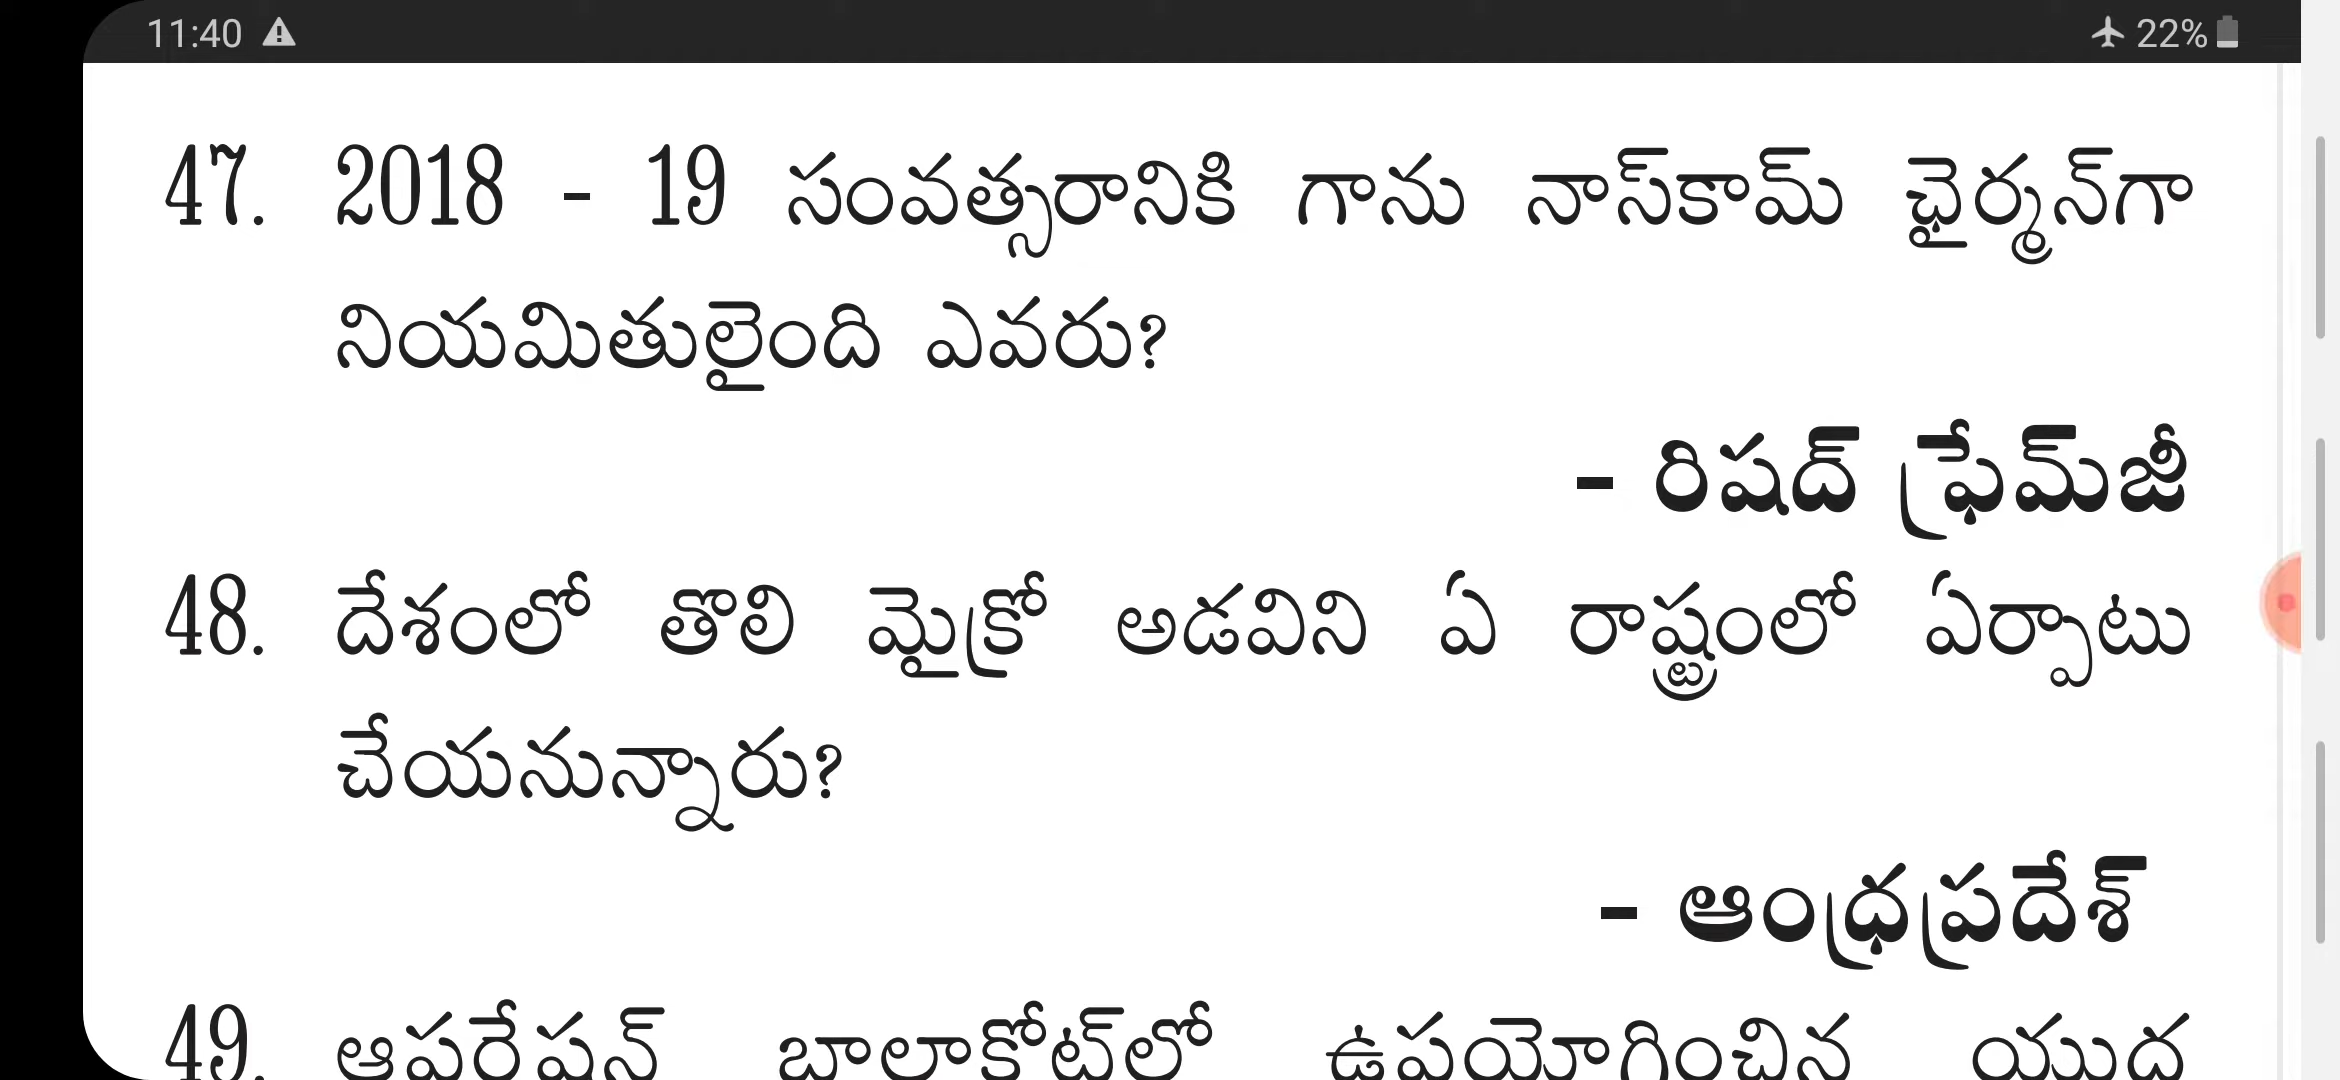 11:40 22%
47. 2018 - 19 సంవత్సరానికి గాను నాస్‌కామ్ ఛైర్మన్‌గా
నియమితులైంది ఎవరు?
- రిషద్ ఫ్రేమ్‌జీ
48. దేశంలో తొలి మైక్రో అడవిని ఏ రాష్ట్రంలో ఏర్పాటు
చేయనున్నారు?
- ఆంధ్రప్రదేశ్
49. ఆపరేషన్ బాలాకోట్‌లో ఉపయోగించిన